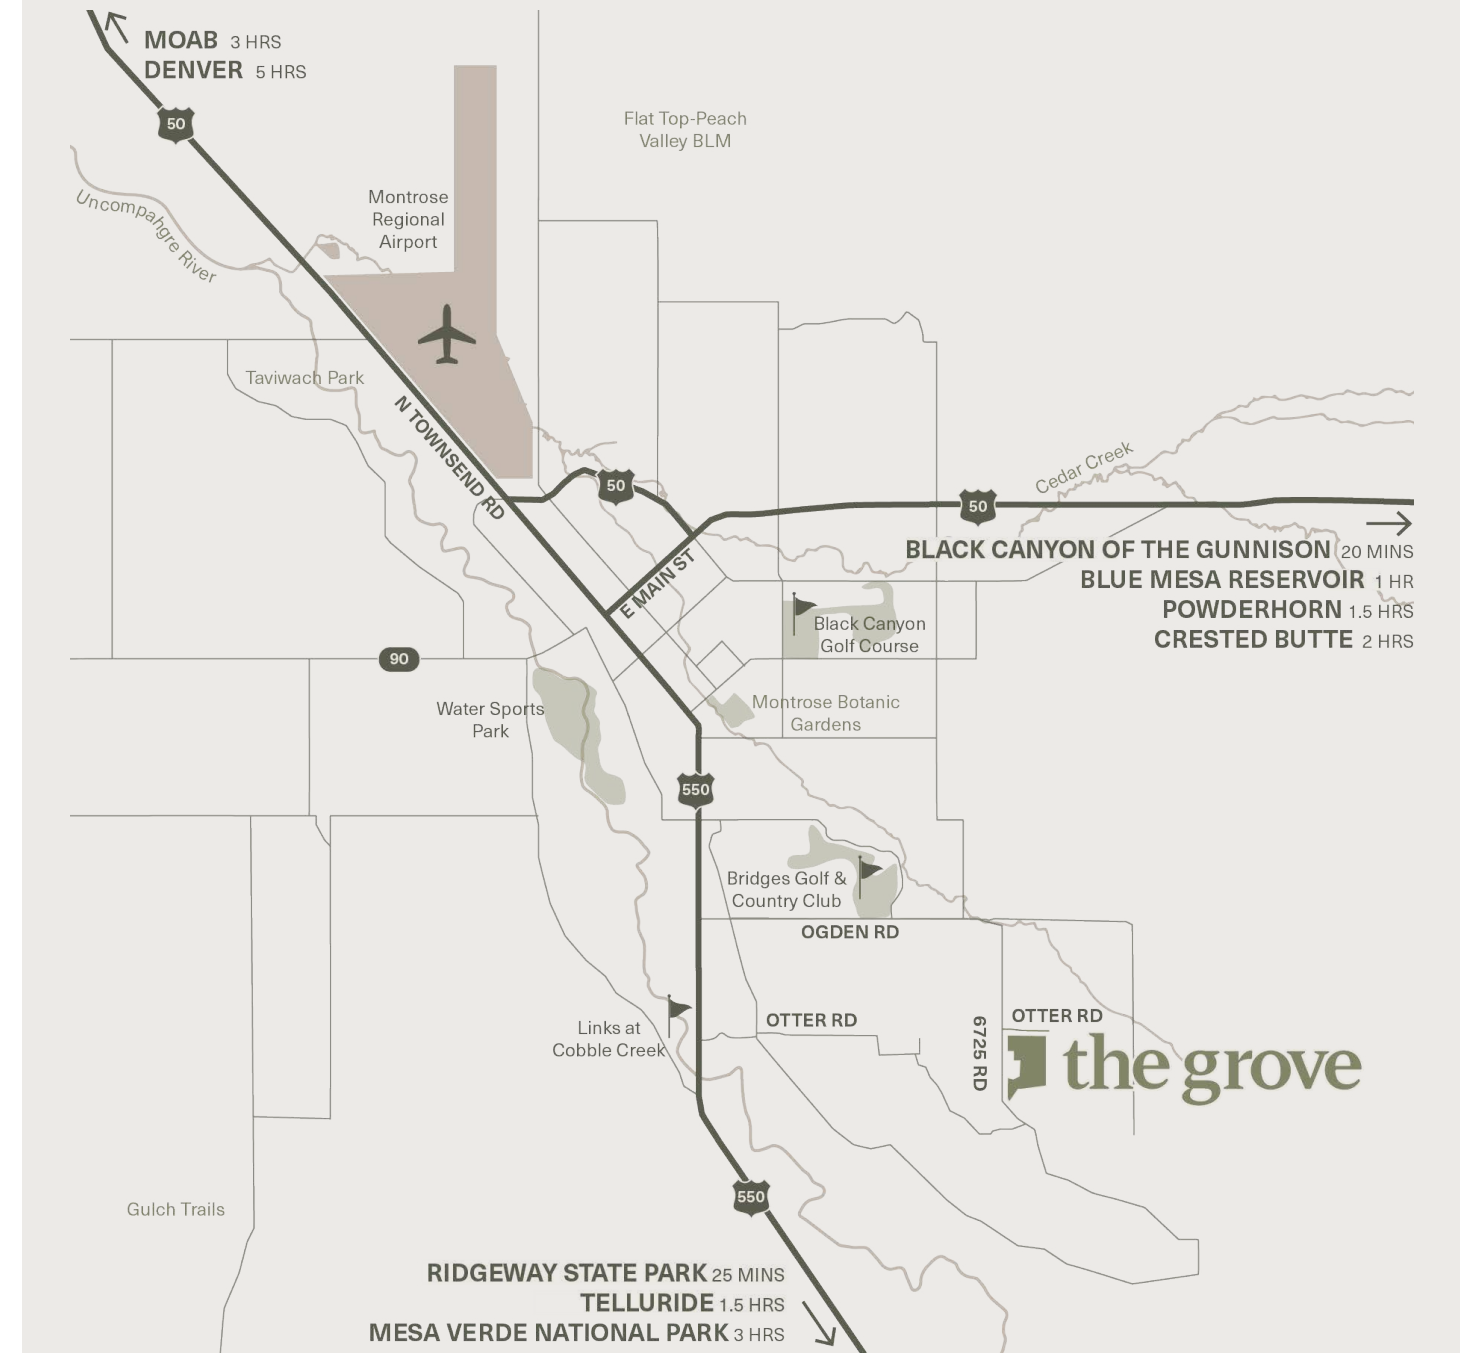 MOAB 3 HRS
DENVER 5 HRS
50
Flat Top-Peach
Valley BLM
Uncompahgre River
Montrose
Regional
Airport
Taviwach Park
N TOWNSEND RD
50
Cedar Creek
50
BLACK CANYON OF THE GUNNISON 20 MINS
BLUE MESA RESERVOIR 1 HR
POWDERHORN 1.5 HRS
CRESTED BUTTE 2 HRS
E MAIN ST
Black Canyon
Golf Course
90
Water Sports
Park
Montrose Botanic
Gardens
550
Bridges Golf &
Country Club
OGDEN RD
Links at
Cobble Creek
OTTER RD
6725 RD
OTTER RD
the grove
550
Gulch Trails
RIDGEWAY STATE PARK 25 MINS
TELLURIDE 1.5 HRS
MESA VERDE NATIONAL PARK 3 HRS